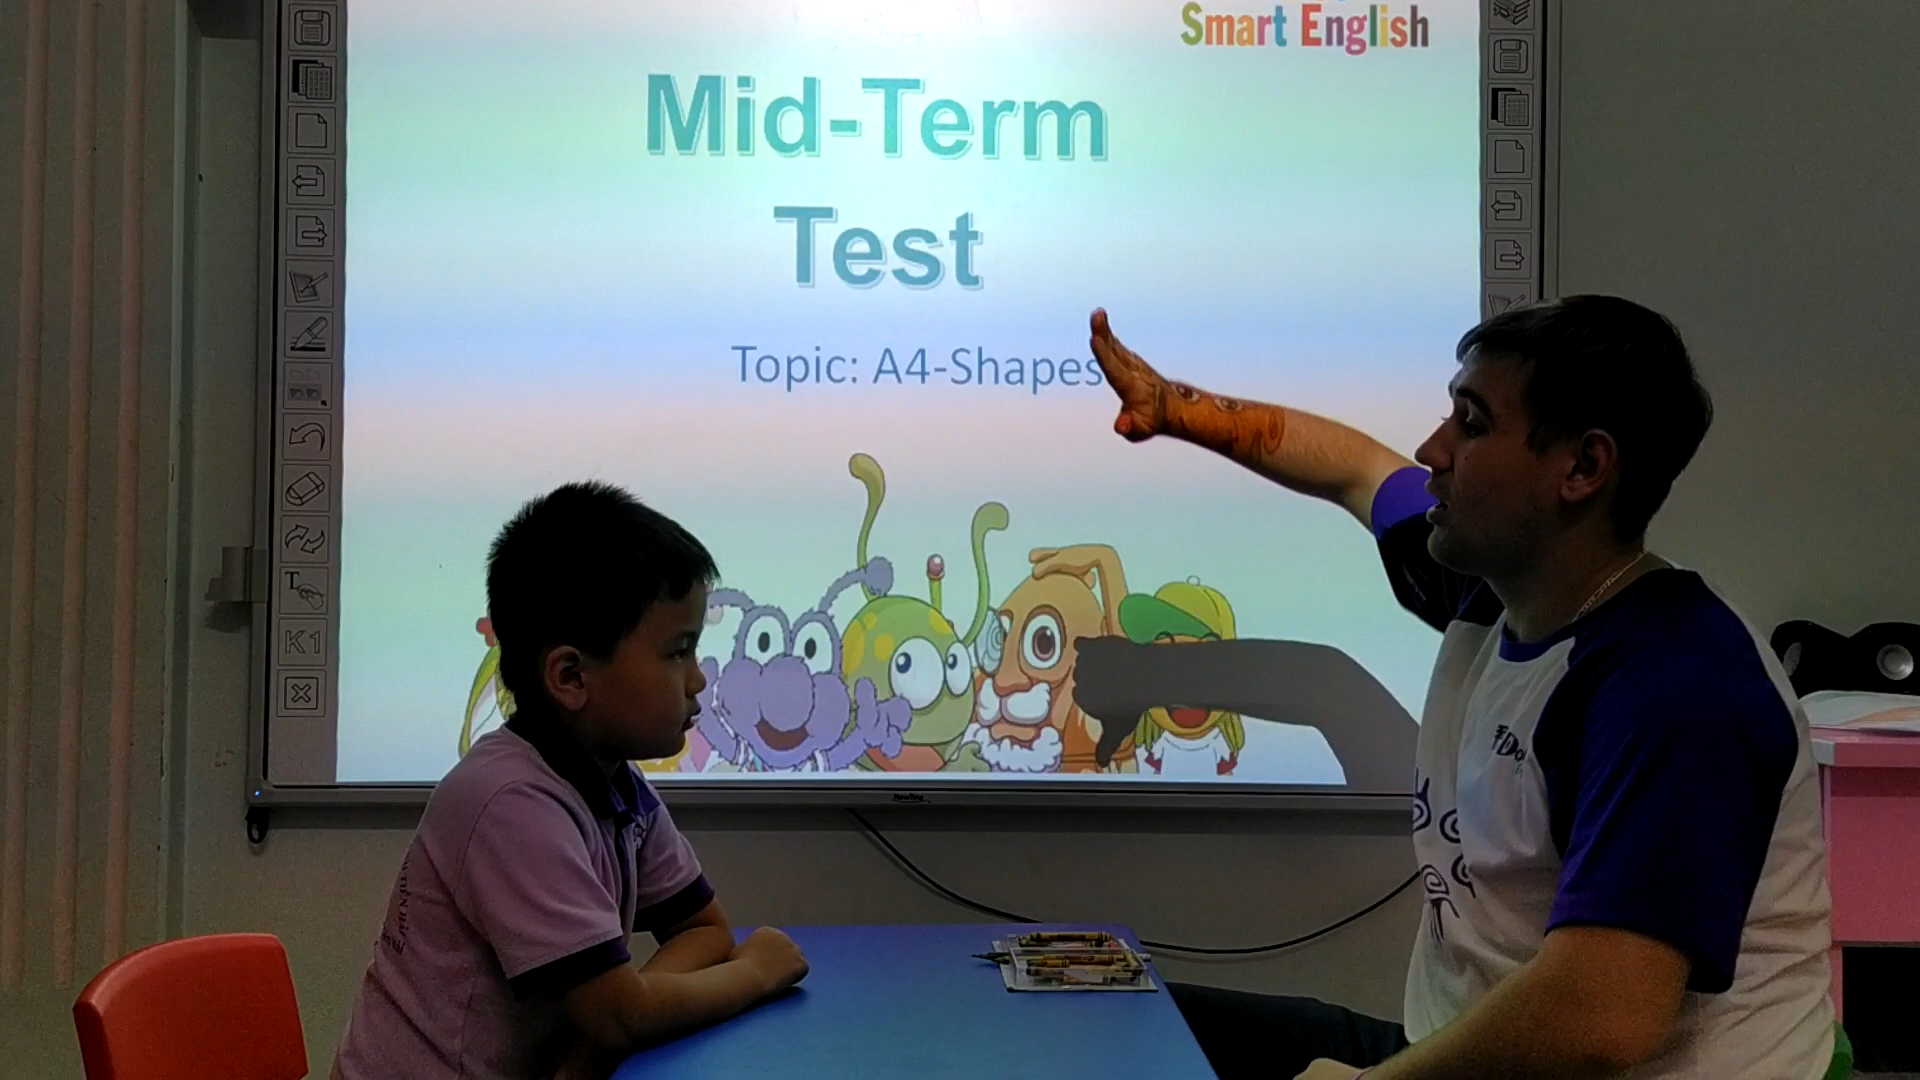 Smart English
Mid-Term
Test
Topic: A4-Shapes
T
K1